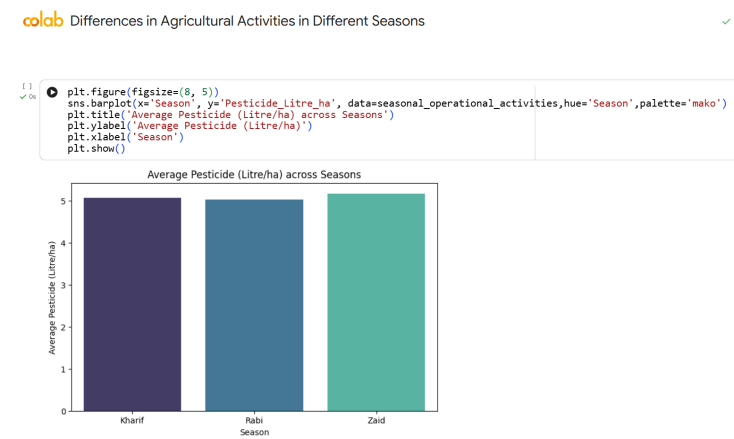 colab Differences in Agricultural Activities in Different Seasons
[ ]
0s
plt.figure(figsize=(8, 5))
sns.barplot(x='Season', y='Pesticide_Litre_ha', data=seasonal_operational_activities,hue='Season',palette='mako')
plt.title('Average Pesticide (Litre/ha) across Seasons')
plt.ylabel('Average Pesticide (Litre/ha)')
plt.xlabel('Season')
plt.show()
Average Pesticide (Litre/ha) across Seasons
Average Pesticide (Litre/ha)
5
4
3
2
1
0
Kharif Rabi Zaid
Season